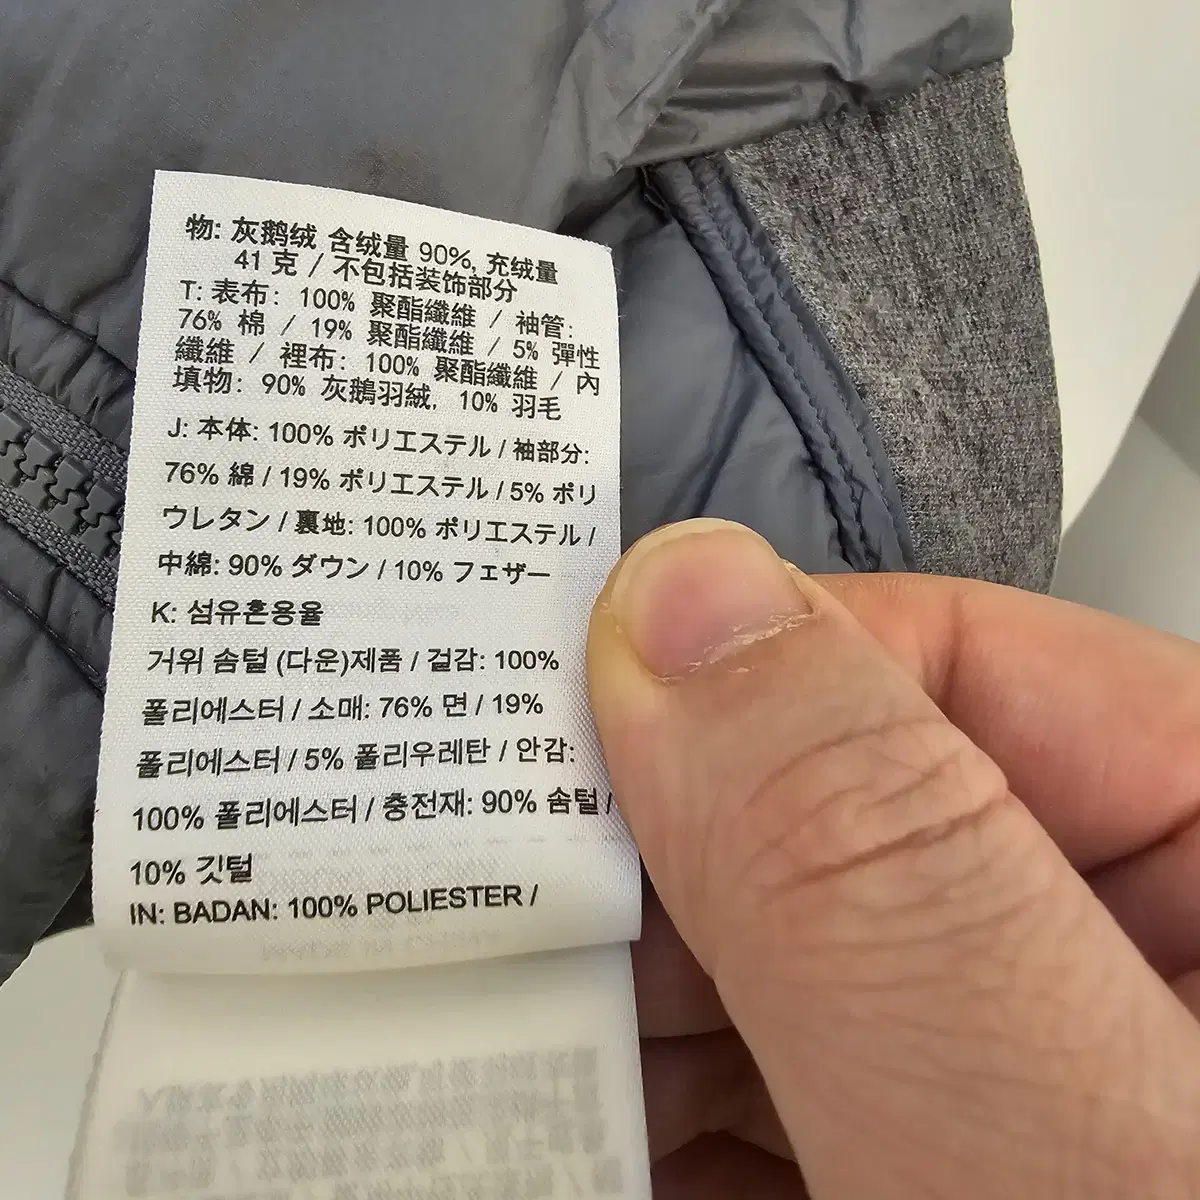 物: 灰鹅绒 含绒量 90%, 充绒量
41 克 / 不包括装饰部分
T: 表布: 100% 聚酯纖維 / 袖管:
76% 棉 / 19% 聚酯纖維 / 5% 彈性
纖維 / 裡布: 100% 聚酯纖維 / 內
填物: 90% 灰鵝羽絨, 10% 羽毛
J: 本体: 100% ポリエステル / 袖部分:
76% 綿 / 19% ポリエステル / 5% ポリ
ウレタン / 裏地: 100% ポリエステル /
中綿: 90% ダウン / 10% フェザー
K: 섬유혼용율
거위 솜털 (다운)제품 / 겉감: 100%
폴리에스터 / 소매: 76% 면 / 19%
폴리에스터 / 5% 폴리우레탄 / 안감:
100% 폴리에스터 / 충전재: 90% 솜털 /
10% 깃털
IN: BADAN: 100% POLIESTER /